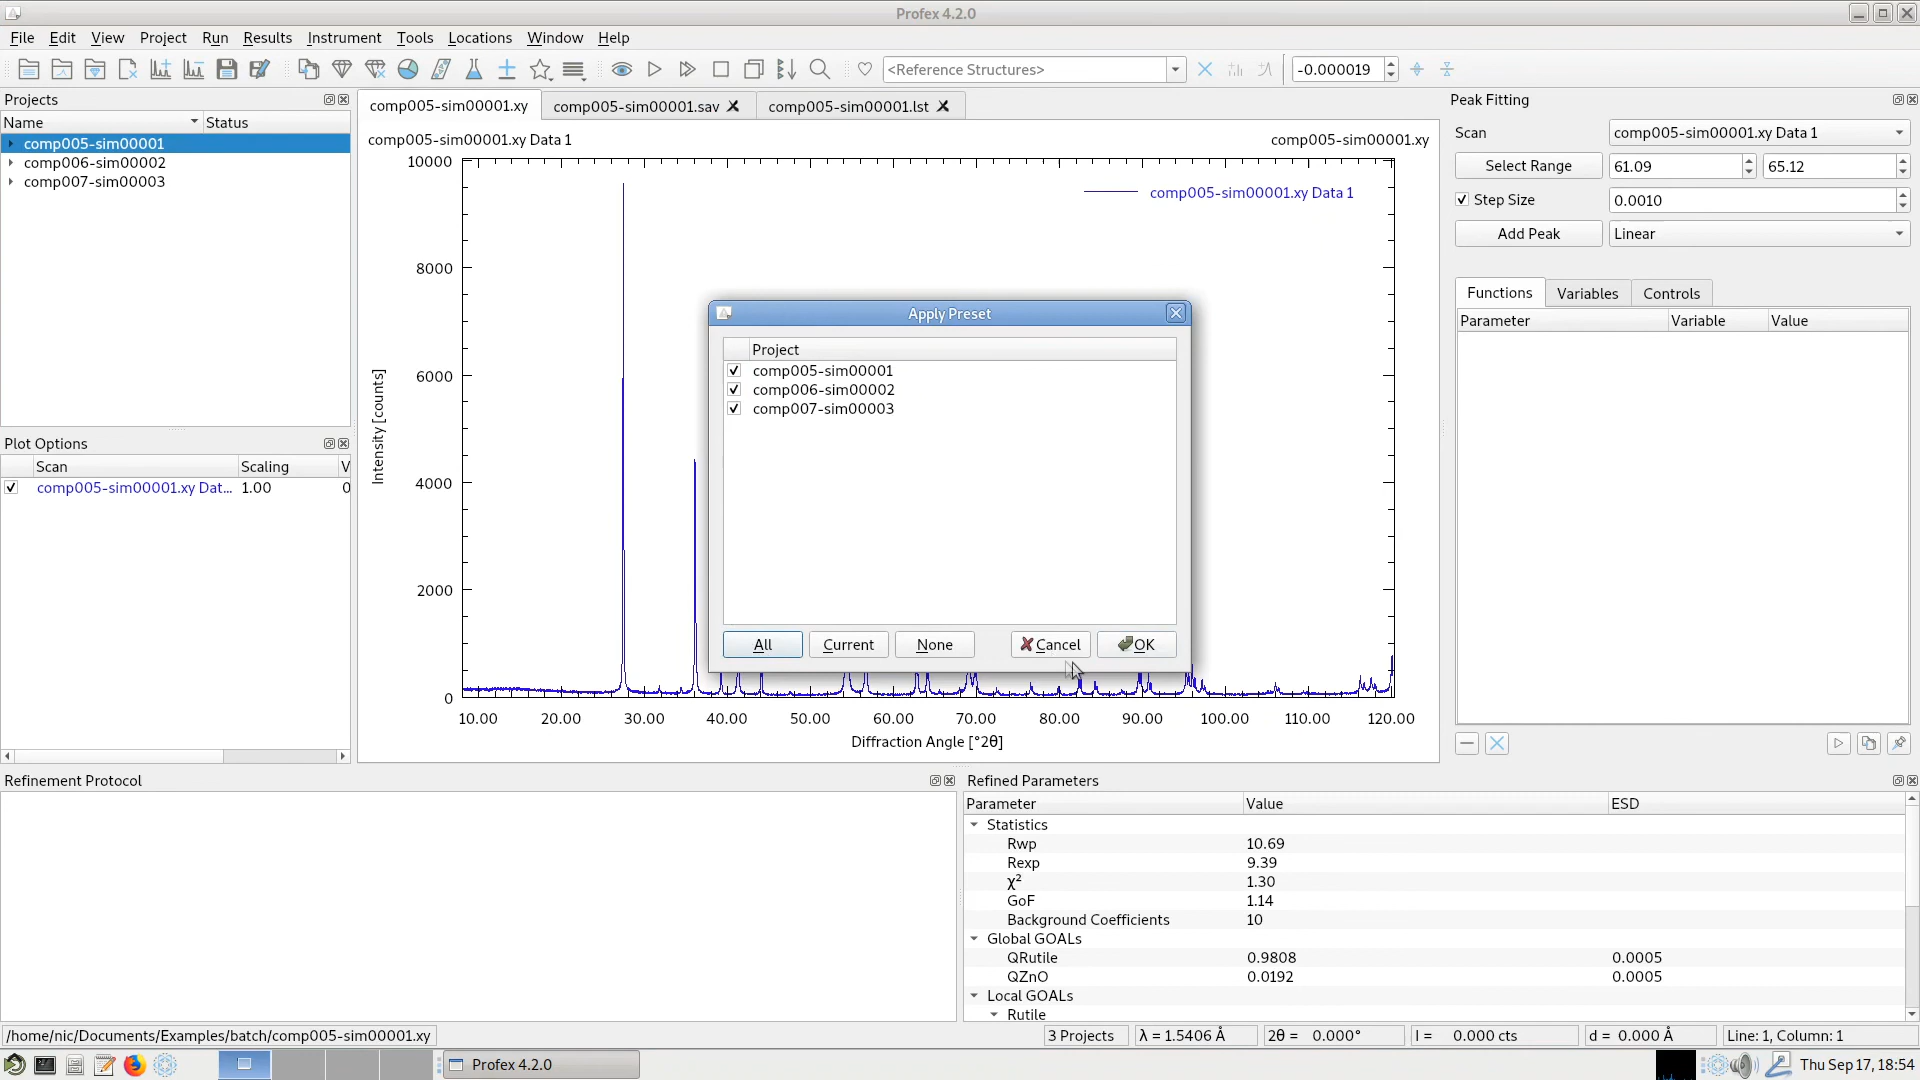 Profex 4.2.0
File Edit View Project Run Results Instrument Tools Locations Window Help
<Reference Structures>
-0.000019
Projects
Name Status
comp005-sim00001
comp006-sim00002
comp007-sim00003
Plot Options
Scan Scaling V
comp005-sim00001.xy Dat... 1.00 0
comp005-sim00001.xy comp005-sim00001.sav comp005-sim00001.lst
comp005-sim00001.xy Data 1 comp005-sim00001.xy
comp005-sim00001.xy Data 1
Intensity [counts]
10000
8000
6000
4000
2000
0
10.00 20.00 30.00 40.00 50.00 60.00 70.00 80.00 90.00 100.00 110.00 120.00
Diffraction Angle [°2θ]
Apply Preset
Project
comp005-sim00001
comp006-sim00002
comp007-sim00003
All Current None Cancel OK
Peak Fitting
Scan comp005-sim00001.xy Data 1
Select Range 61.09 65.12
Step Size 0.0010
Add Peak Linear
Functions Variables Controls
Parameter Variable Value
Refinement Protocol
Refined Parameters
Parameter Value ESD
Statistics
Rwp 10.69
Rexp 9.39
χ² 1.30
GoF 1.14
Background Coefficients 10
Global GOALs
QRutile 0.9808 0.0005
QZnO 0.0192 0.0005
Local GOALs
Rutile
/home/nic/Documents/Examples/batch/comp005-sim00001.xy
3 Projects λ = 1.5406 Å 2θ = 0.000° I = 0.000 cts d = 0.000 Å Line: 1, Column: 1
Profex 4.2.0
Thu Sep 17, 18:54